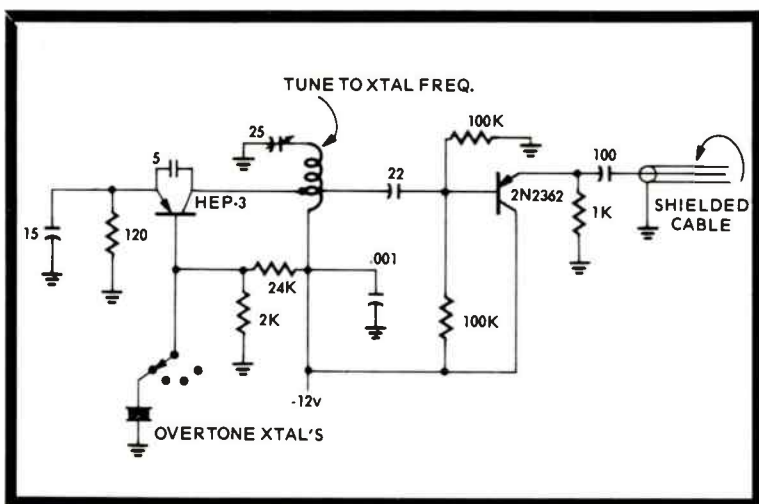 TUNE TO XTAL FREQ.
25
100K
5
22
100
HEP-3
2N2362
15
120
1K
SHIELDED
CABLE
24K
.001
2K
100K
-12v
OVERTONE XTAL'S